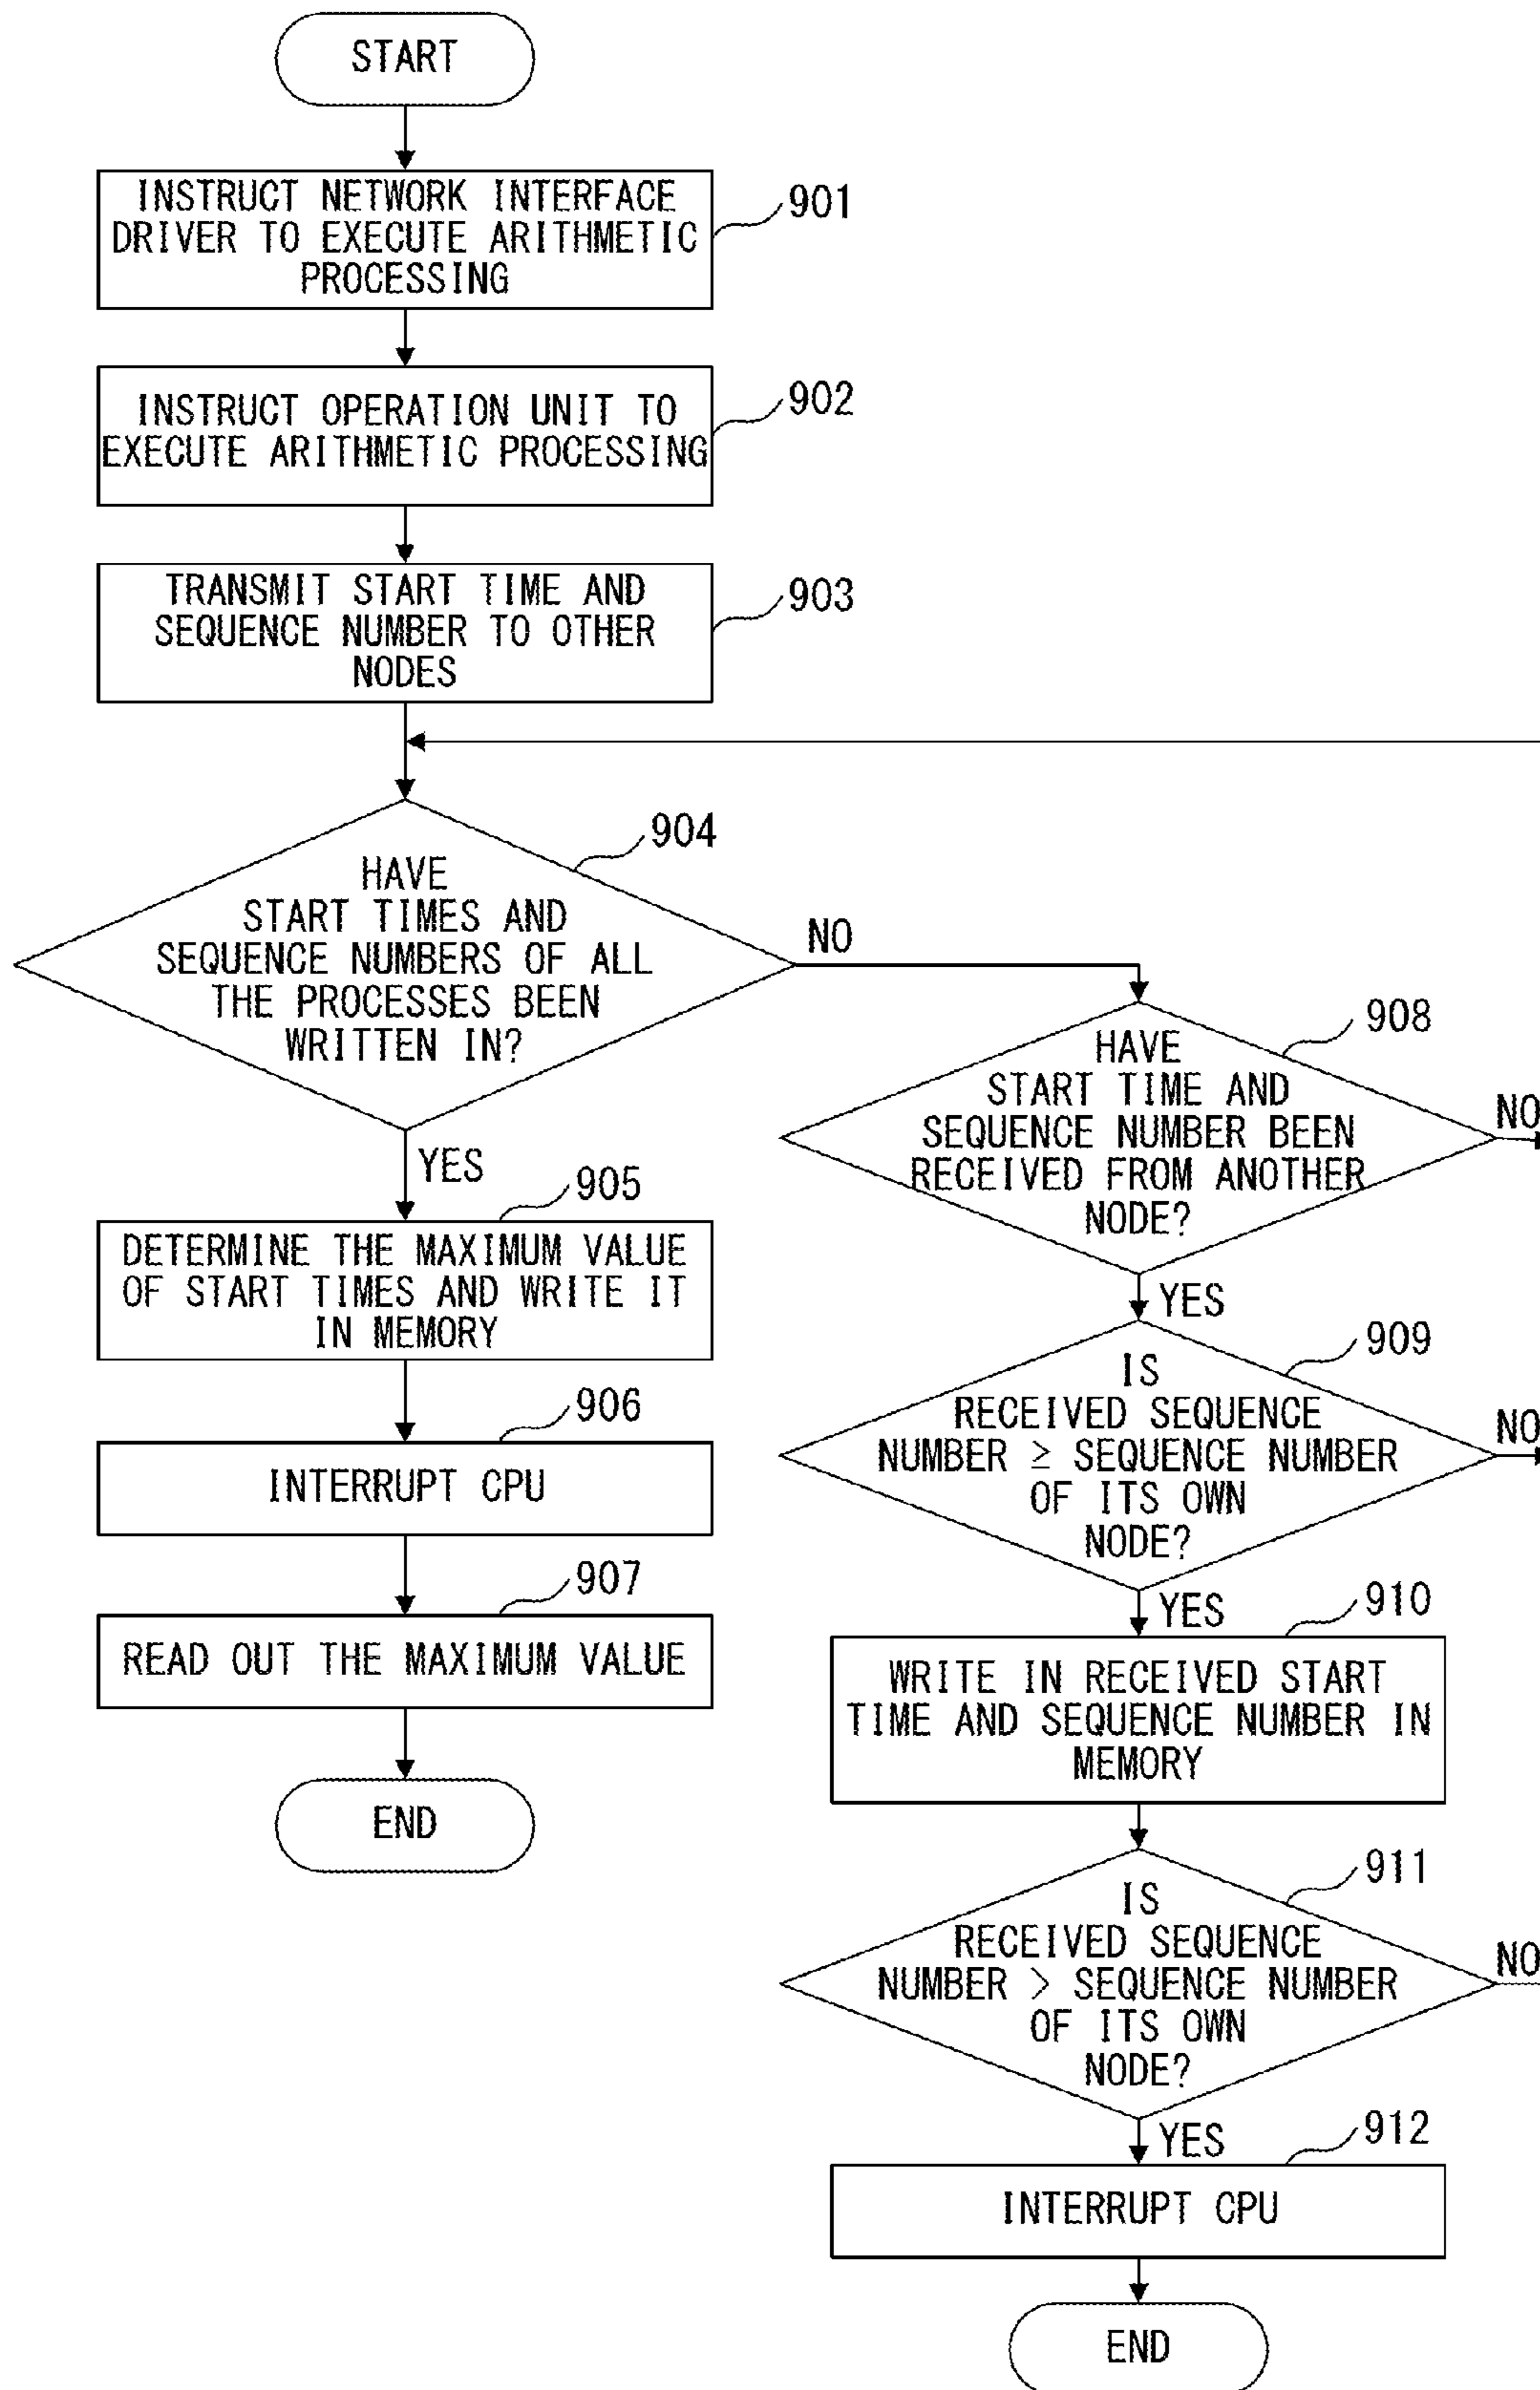 START
INSTRUCT NETWORK INTERFACE
DRIVER TO EXECUTE ARITHMETIC
PROCESSING
901
INSTRUCT OPERATION UNIT TO
EXECUTE ARITHMETIC PROCESSING
902
TRANSMIT START TIME AND
SEQUENCE NUMBER TO OTHER
NODES
903
904
HAVE
START TIMES AND
SEQUENCE NUMBERS OF ALL
THE PROCESSES BEEN
WRITTEN IN?
NO
YES
905
DETERMINE THE MAXIMUM VALUE
OF START TIMES AND WRITE IT
IN MEMORY
906
INTERRUPT CPU
907
READ OUT THE MAXIMUM VALUE
END
908
HAVE
START TIME AND
SEQUENCE NUMBER BEEN
RECEIVED FROM ANOTHER
NODE?
NO
YES
909
IS
RECEIVED SEQUENCE
NUMBER ≥ SEQUENCE NUMBER
OF ITS OWN
NODE?
NO
YES
910
WRITE IN RECEIVED START
TIME AND SEQUENCE NUMBER IN
MEMORY
911
IS
RECEIVED SEQUENCE
NUMBER > SEQUENCE NUMBER
OF ITS OWN
NODE?
NO
YES
912
INTERRUPT CPU
END